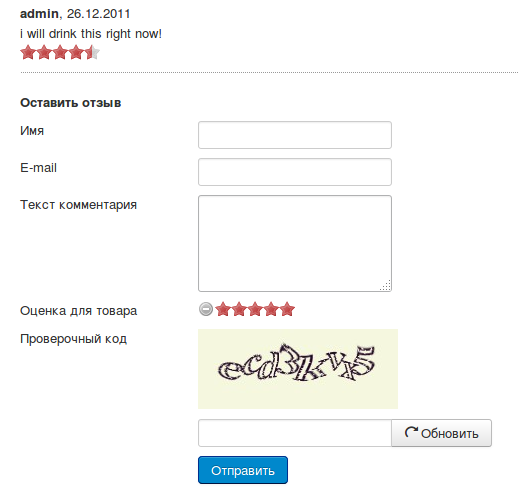 admin, 26.12.2011
i will drink this right now!
Оставить отзыв
Имя
E-mail
Текст комментария
Оценка для товара
Проверочный код
ecd3kvx5
Обновить
Отправить